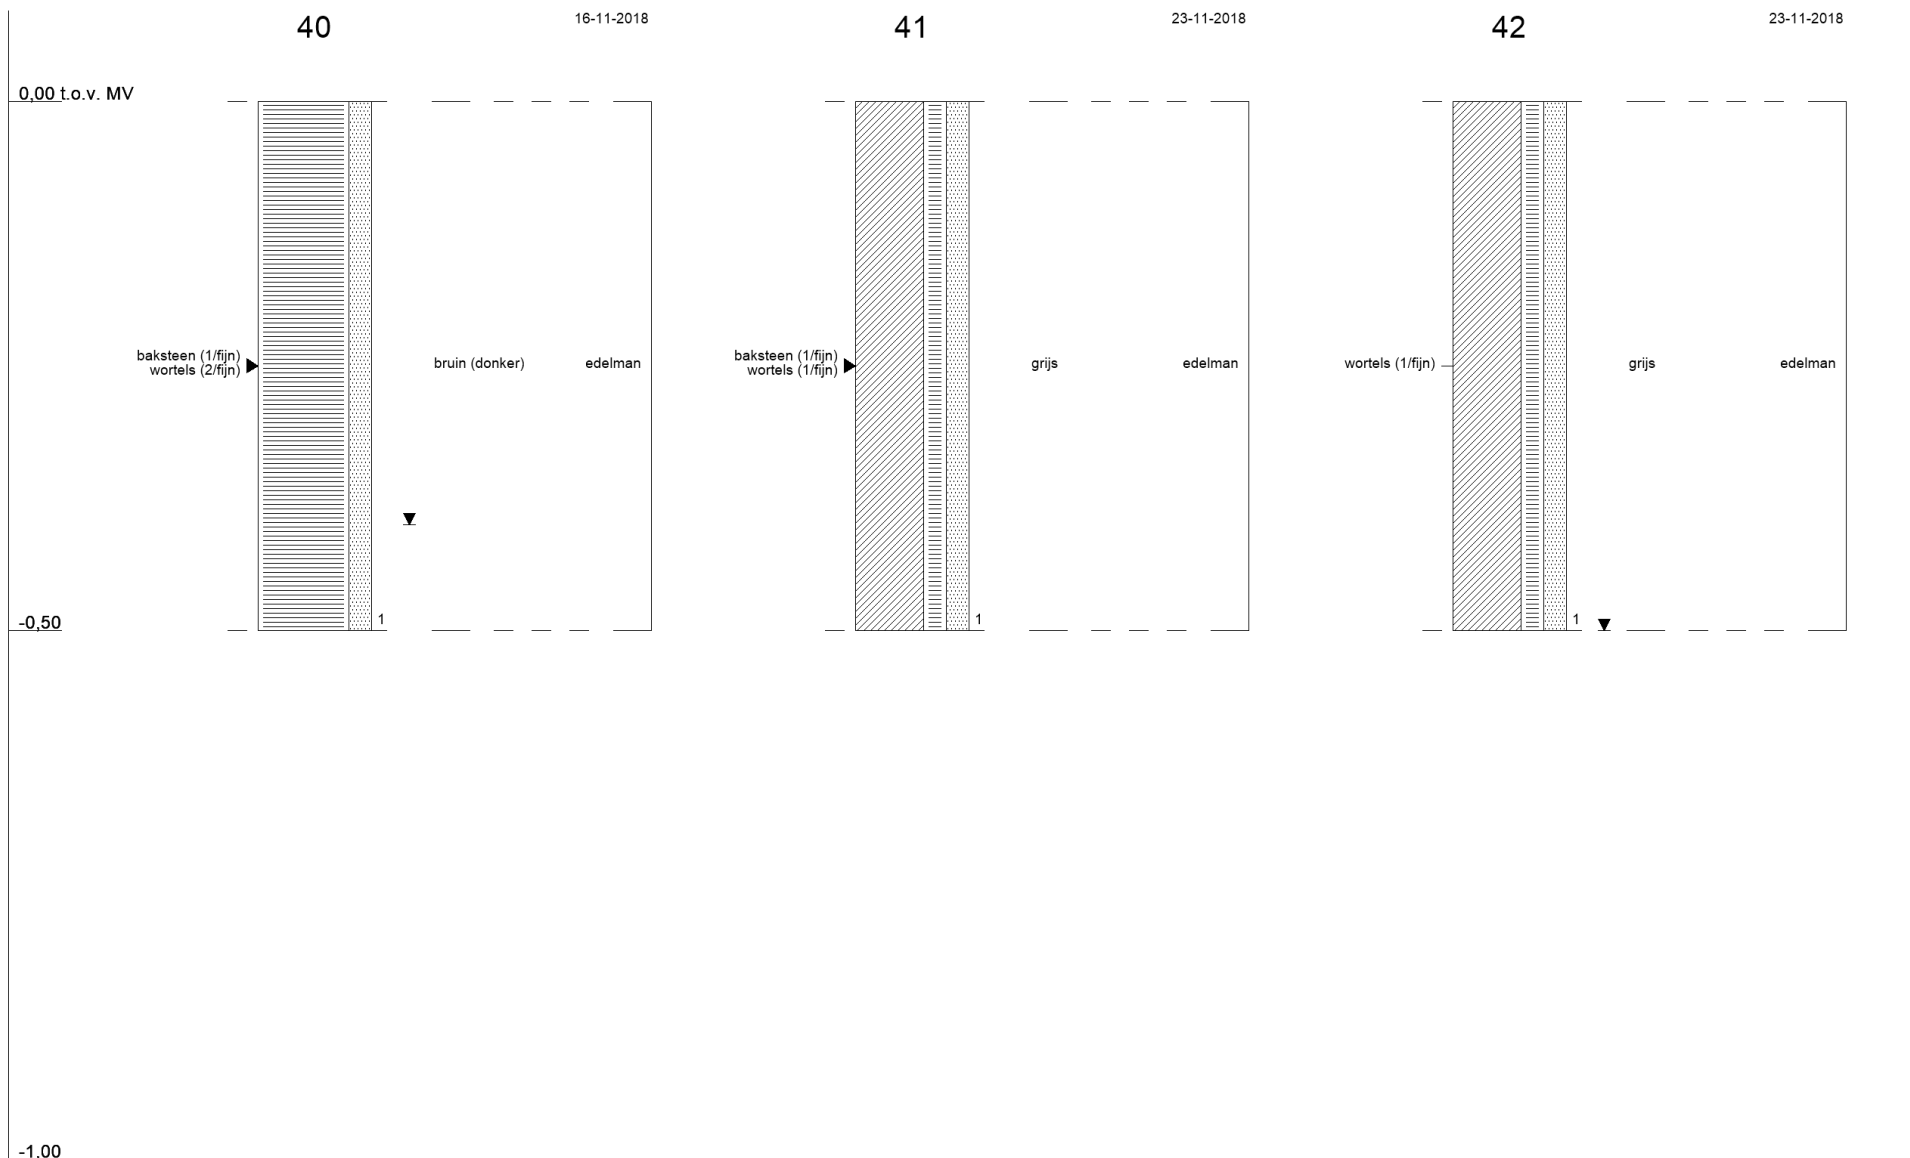 40
16-11-2018
41
23-11-2018
42
23-11-2018
0,00 t.o.v. MV
baksteen (1/fijn)
wortels (2/fijn)
bruin (donker)
edelman
baksteen (1/fijn)
wortels (1/fijn)
grijs
edelman
wortels (1/fijn)
grijs
edelman
-0,50
1
1
1
-1,00